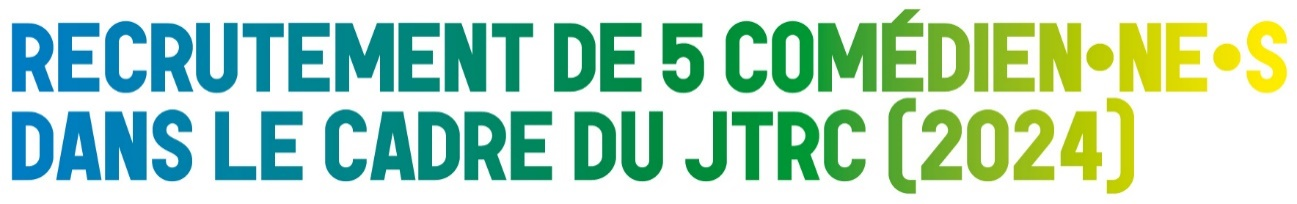 RECRUTEMENT DE 5 COMÉDIEN•NE•S
DANS LE CADRE DU JTRC (2024)